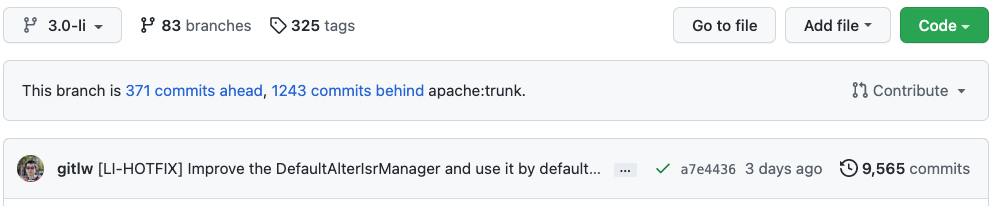 3.0-li 83 branches 325 tags Go to file Add file Code
This branch is 371 commits ahead, 1243 commits behind apache:trunk. Contribute
gitlw [LI-HOTFIX] Improve the DefaultAlterIsrManager and use it by default... ... a7e4436 3 days ago 9,565 commits